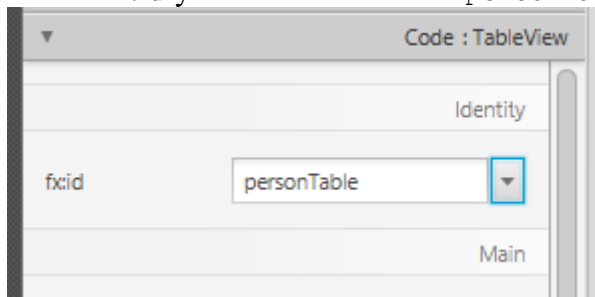 Code : TableView
Identity
fx:id
personTable
Main